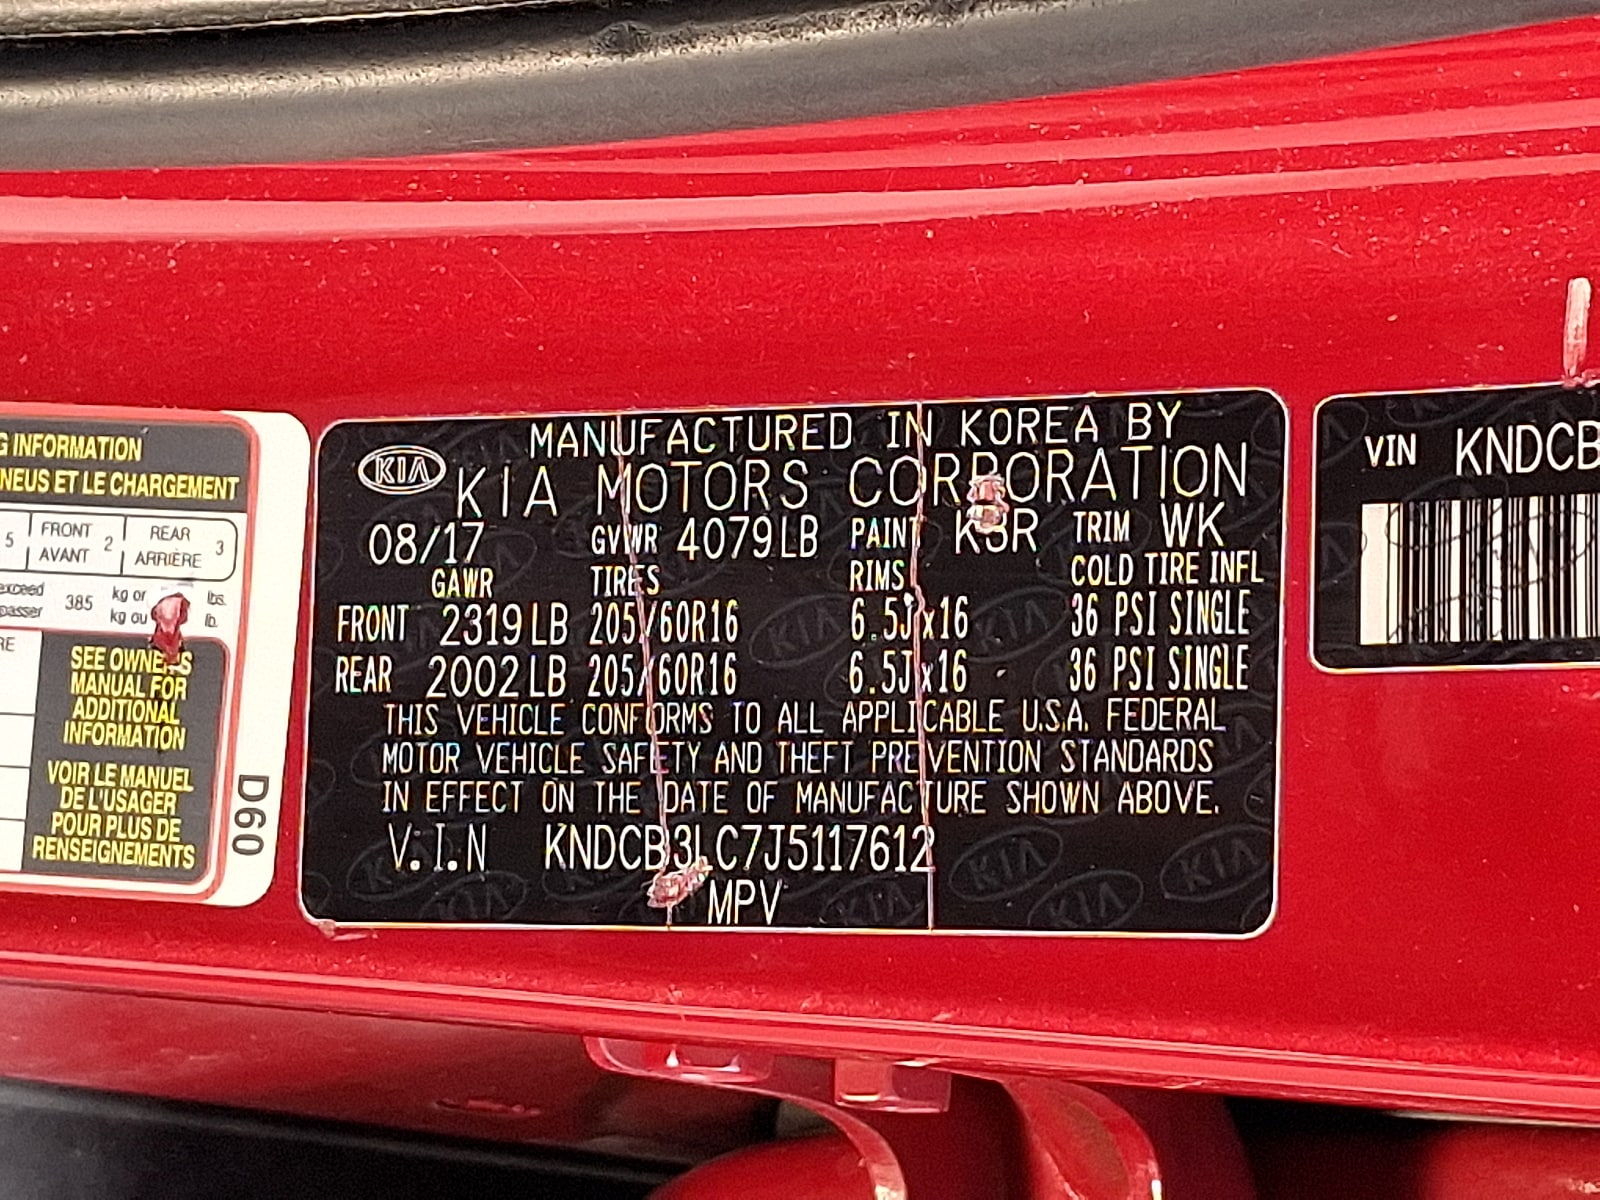 G INFORMATION
NEUS ET LE CHARGEMENT
5 FRONT AVANT 2 REAR ARRIÈRE 3
exceed 385 kg or lbs.
passer kg ou lb.
RE
SEE OWNER'S
MANUAL FOR
ADDITIONAL
INFORMATION
VOIR LE MANUEL
DE L'USAGER
POUR PLUS DE
RENSEIGNEMENTS
D60
MANUFACTURED IN KOREA BY
KIA KIA MOTORS CORPORATION
08/17 GVWR 4079LB PAINT K3R TRIM WK
GAWR TIRES RIMS COLD TIRE INFL
FRONT 2319LB 205/60R16 6.5Jx16 36 PSI SINGLE
REAR 2002LB 205/60R16 6.5Jx16 36 PSI SINGLE
THIS VEHICLE CONFORMS TO ALL APPLICABLE U.S.A. FEDERAL
MOTOR VEHICLE SAFETY AND THEFT PREVENTION STANDARDS
IN EFFECT ON THE DATE OF MANUFACTURE SHOWN ABOVE.
V.I.N KNDCB3LC7J5117612
MPV
VIN KNDCB